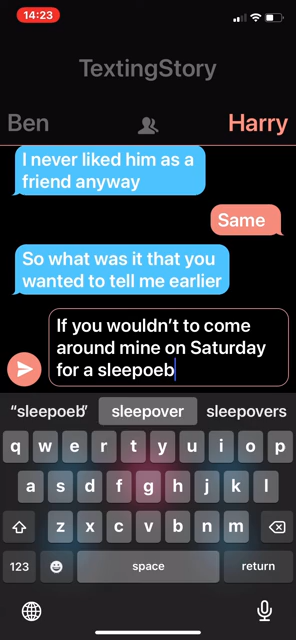 14:23
TextingStory
Ben
Harry
I never liked him as a
friend anyway
Same
So what was it that you
wanted to tell me earlier
If you wouldn't to come
around mine on Saturday
for a sleepoeb
“sleepoeb” sleepover sleepovers
q w e r t y u i o p
a s d f g h j k l
z x c v b n m
123 space return